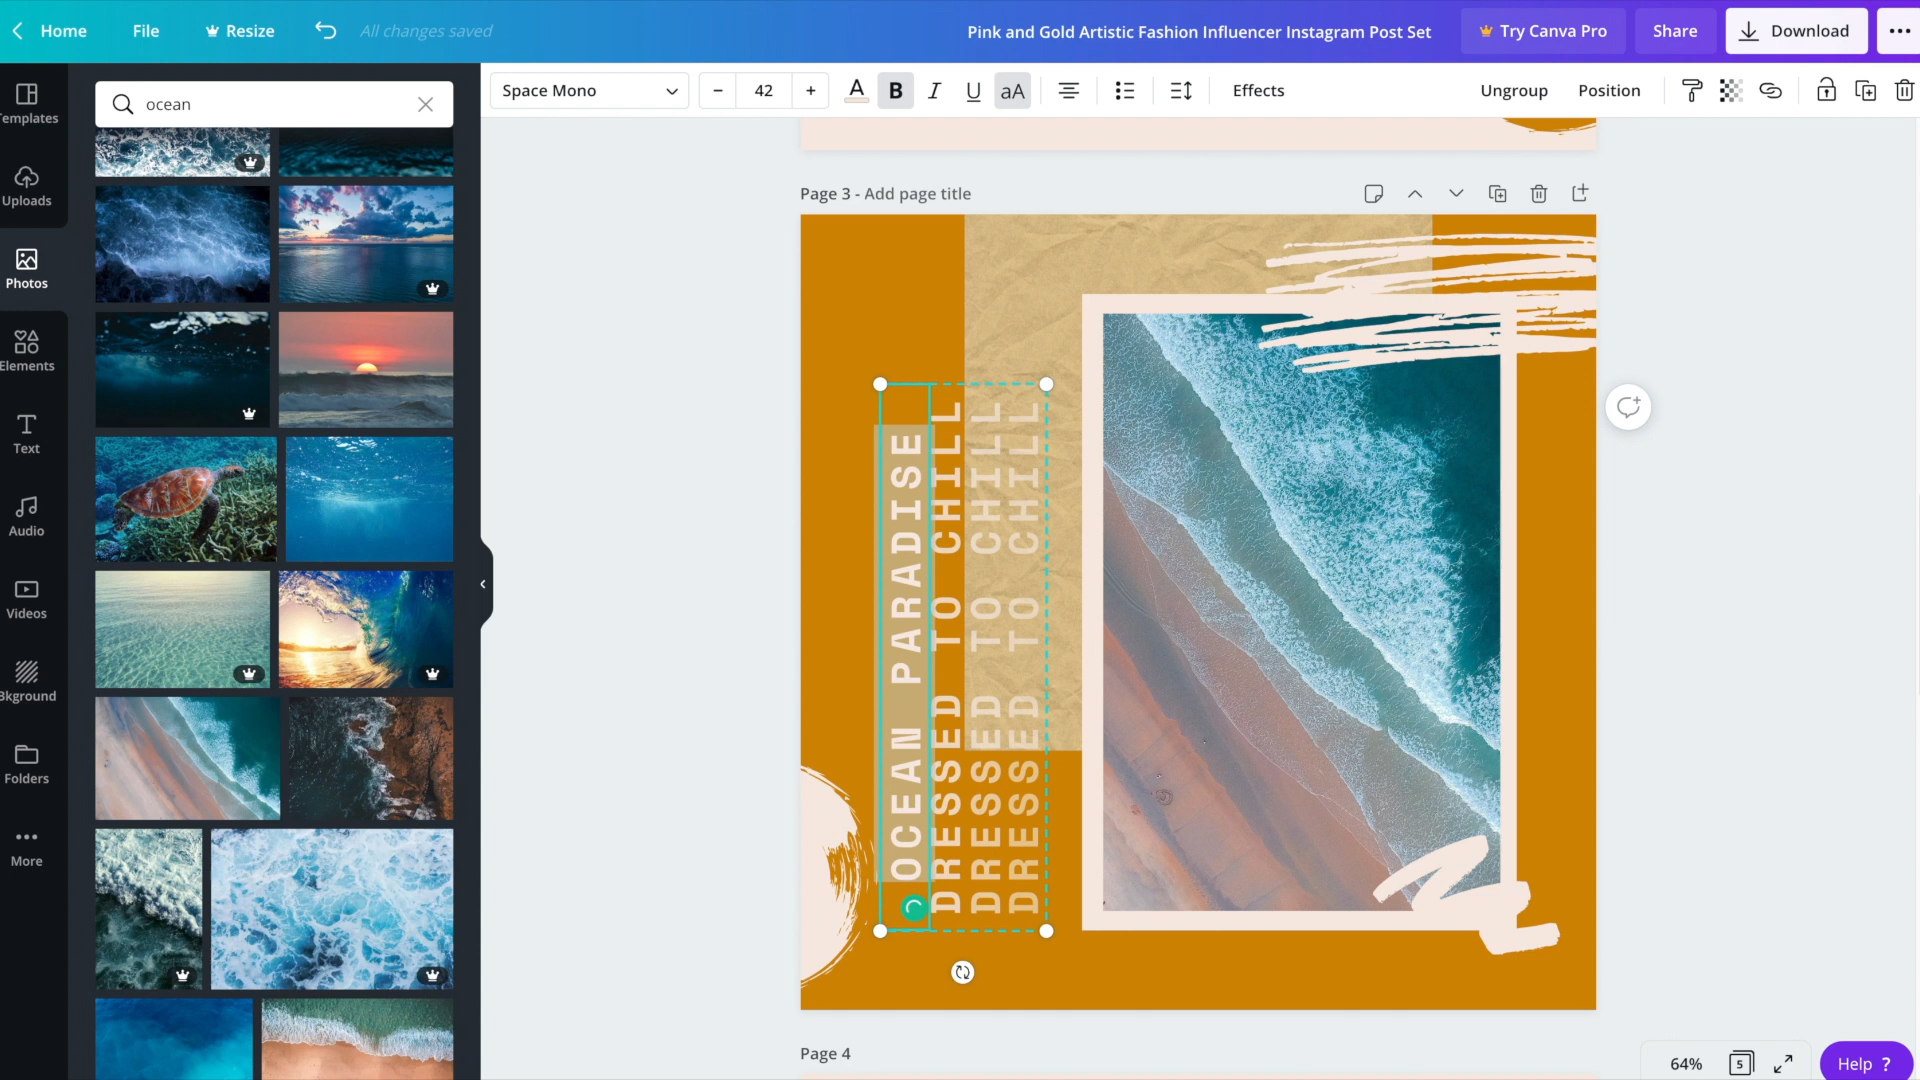 Home
File
Resize
All changes saved
Pink and Gold Artistic Fashion Influencer Instagram Post Set
Try Canva Pro
Share
Download
Templates
Uploads
Photos
Elements
Text
Audio
Videos
Bkground
Folders
More
ocean
Space Mono
42
A
B
I
U
aA
Effects
Ungroup
Position
Page 3 - Add page title
OCEAN PARADISE
DRESSED TO CHILL
DRESSED TO CHILL
DRESSED TO CHILL
Page 4
64%
5
Help ?